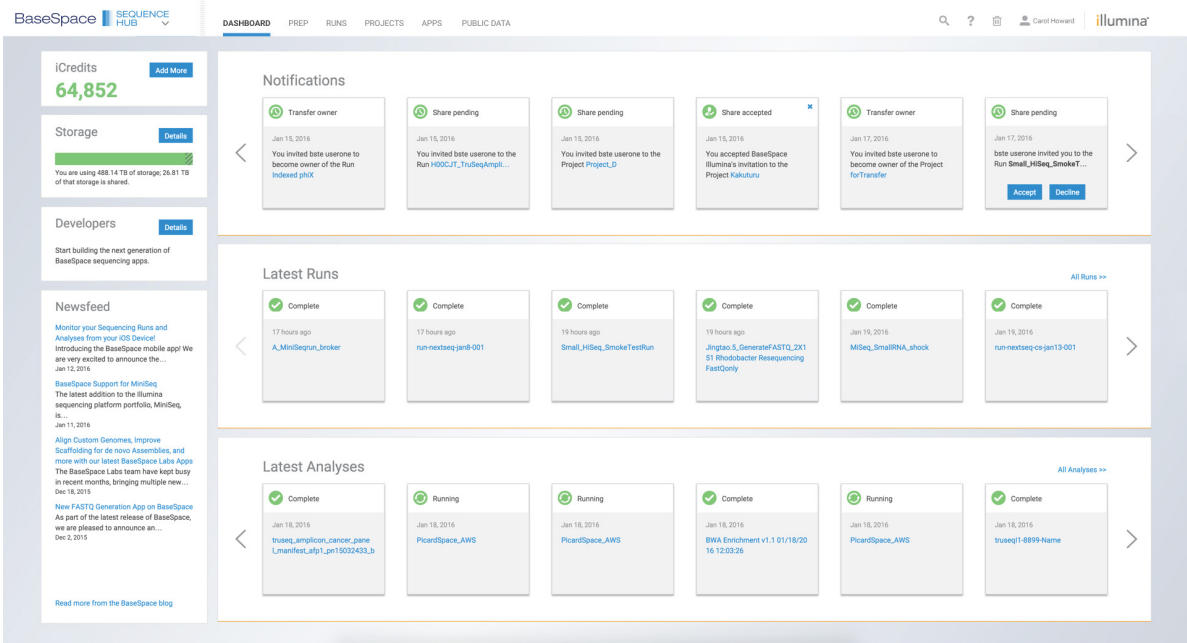 BaseSpace SEQUENCE HUB
DASHBOARD PREP RUNS PROJECTS APPS PUBLIC DATA
? Carol Howard illumina
iCredits
Add More
64,852
Storage
Details
You are using 488.14 TB of storage; 26.81 TB
of that storage is shared.
Developers
Details
Start building the next generation of
BaseSpace sequencing apps.
Newsfeed
Monitor your Sequencing Runs and
Analyses from your iOS Device!
Introducing the BaseSpace mobile app! We
are very excited to announce the...
Jan 12, 2016
BaseSpace Support for MiniSeq
The latest addition to the Illumina
sequencing platform portfolio, MiniSeq,
is...
Jan 11, 2016
Align Custom Genomes, Improve
Scaffolding for de novo Assemblies, and
more with our latest BaseSpace Labs Apps
The BaseSpace Labs team have kept busy
in recent months, bringing multiple new...
Dec 18, 2015
New FASTQ Generation App on BaseSpace
As part of the latest release of BaseSpace,
we are pleased to announce an...
Dec 2, 2015
Read more from the BaseSpace blog
Notifications
Transfer owner
Jan 15, 2016
You invited bste userone to
become owner of the Run
Indexed phiX
Share pending
Jan 15, 2016
You invited bste userone to the
Run H00CJT_TruSeqAmpli...
Share pending
Jan 15, 2016
You invited bste userone to the
Project Project_D
Share accepted
Jan 15, 2016
You accepted BaseSpace
Illumina's invitation to the
Project Kakuturu
Transfer owner
Jan 17, 2016
You invited bste userone to
become owner of the Project
forTransfer
Share pending
Jan 17, 2016
bste userone invited you to the
Run Small_HiSeq_SmokeT...
Accept Decline
Latest Runs
All Runs >>
Complete
17 hours ago
A_MiniSeqrun_broker
Complete
17 hours ago
run-nextseq-jan8-001
Complete
19 hours ago
Small_HiSeq_SmokeTestRun
Complete
19 hours ago
Jingtao.5_GenerateFASTQ_2X1
51 Rhodobacter Resequencing
FastQonly
Complete
Jan 19, 2016
MiSeq_SmallRNA_shock
Complete
Jan 19, 2016
run-nextseq-cs-jan13-001
Latest Analyses
All Analyses >>
Complete
Jan 18, 2016
truseq_amplicon_cancer_pane
l_manifest_afp1_pn15032433_b
Running
Jan 18, 2016
PicardSpace_AWS
Running
Jan 18, 2016
PicardSpace_AWS
Complete
Jan 18, 2016
BWA Enrichment v1.1 01/18/20
16 12:03:26
Running
Jan 18, 2016
PicardSpace_AWS
Complete
Jan 18, 2016
truseql1-8899-Name